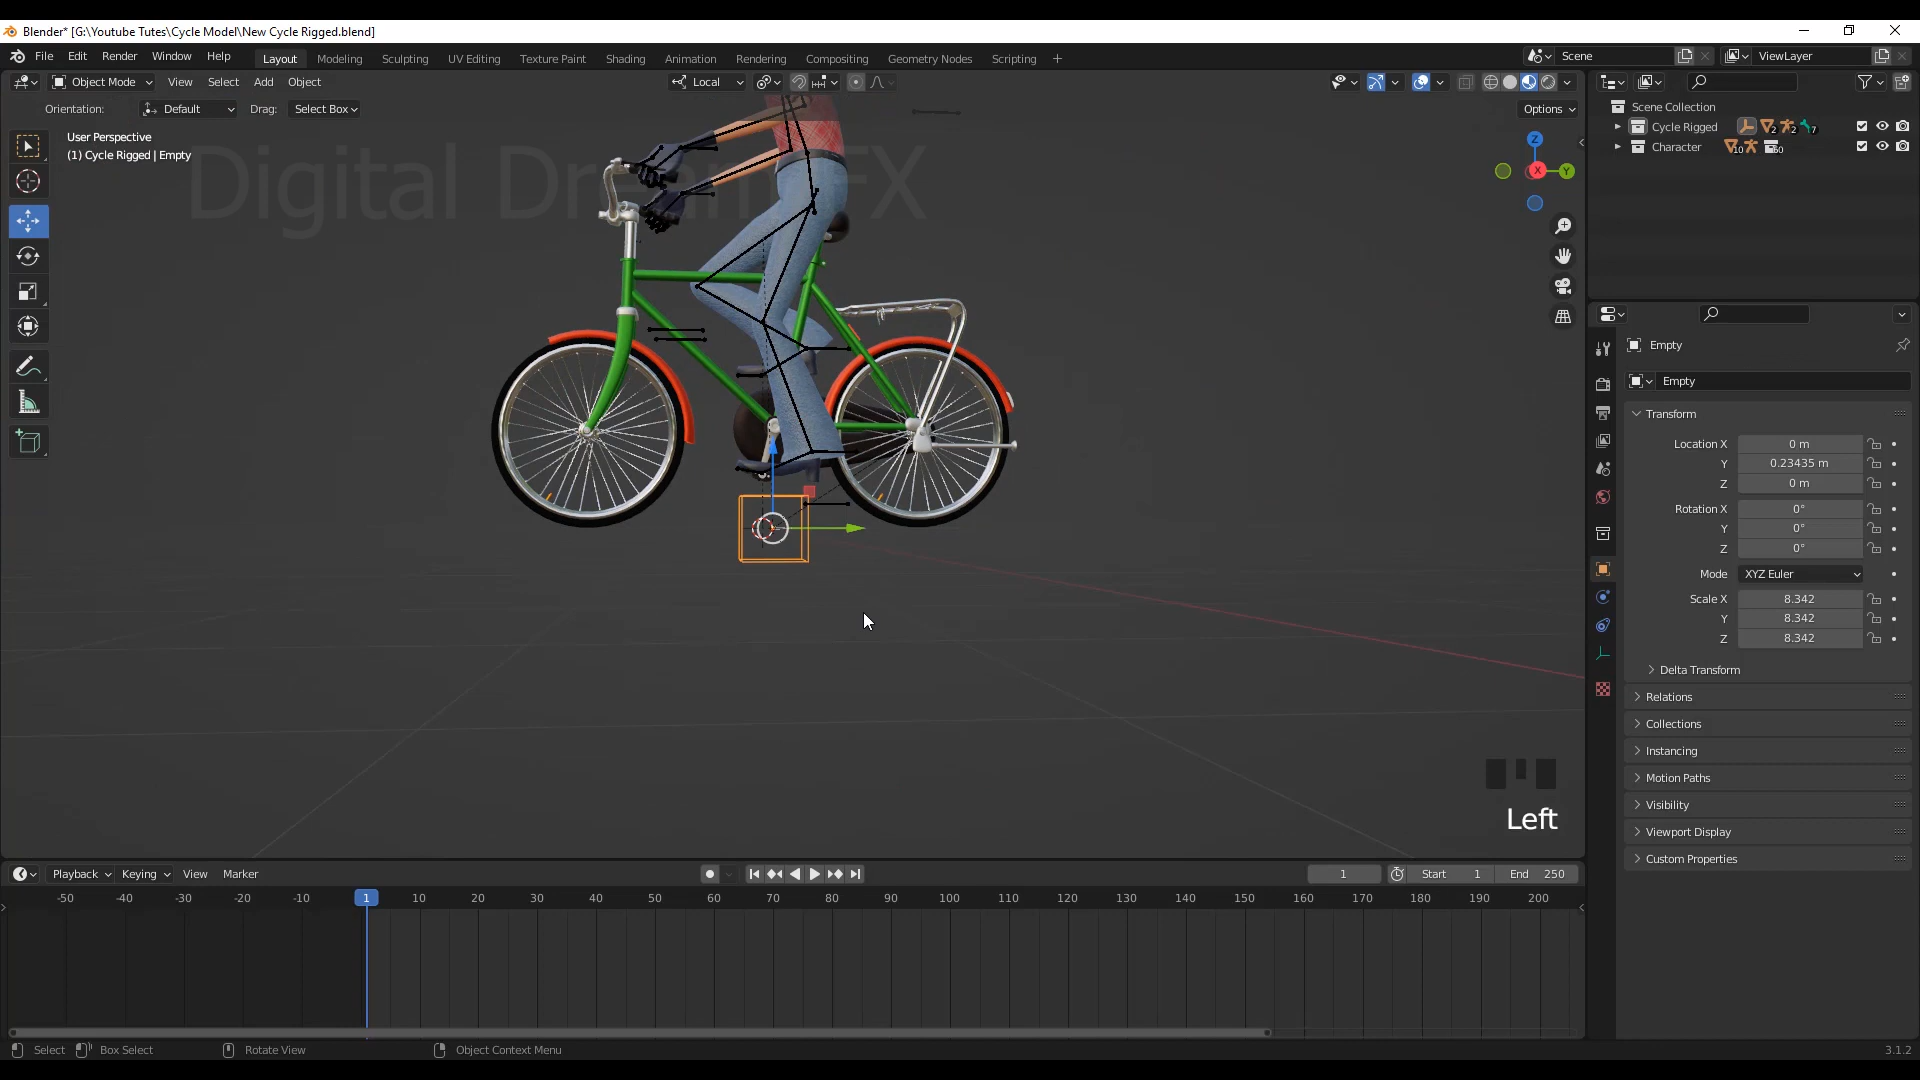 Blender* [G:\Youtube Tutes\Cycle Model\New Cycle Rigged.blend]
File Edit Render Window Help Layout Modeling Sculpting UV Editing Texture Paint Shading Animation Rendering Compositing Geometry Nodes Scripting + Scene ViewLayer
Object Mode View Select Add Object Local
Orientation: Default Drag: Select Box Options
User Perspective
(1) Cycle Rigged | Empty
Digital Dream FX
Z
Y
X
Scene Collection
Cycle Rigged 2 2 7
Character 10 60
Empty
Empty
Transform
Location X 0 m
Y 0.23435 m
Z 0 m
Rotation X 0°
Y 0°
Z 0°
Mode XYZ Euler
Scale X 8.342
Y 8.342
Z 8.342
Delta Transform
Relations
Collections
Instancing
Motion Paths
Visibility
Viewport Display
Custom Properties
Left
Playback Keying View Marker 1 Start 1 End 250
-50 -40 -30 -20 -10 1 10 20 30 40 50 60 70 80 90 100 110 120 130 140 150 160 170 180 190 200
Select Box Select Rotate View Object Context Menu 3.1.2